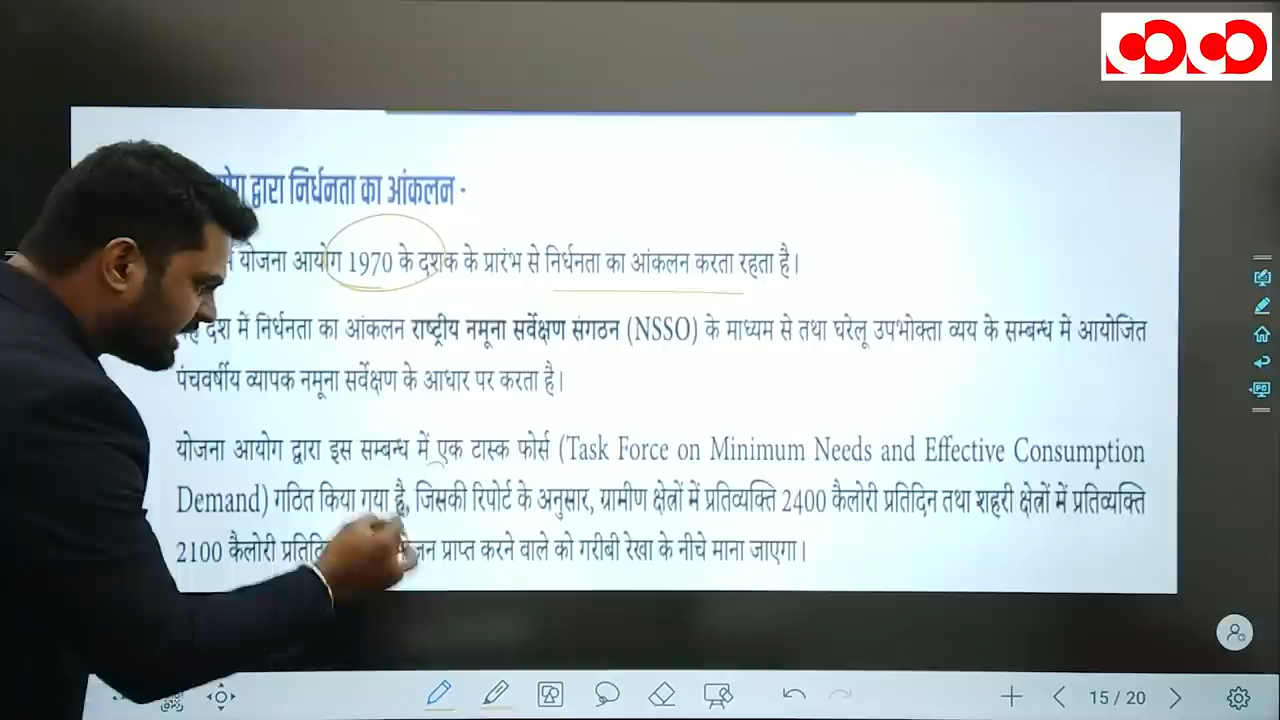 द्वारा निर्धनता का आंकलन -
योजना आयोग 1970 के दशक के प्रारंभ से निर्धनता का आंकलन करता रहता है।
देश में निर्धनता का आंकलन राष्ट्रीय नमूना सर्वेक्षण संगठन (NSSO) के माध्यम से तथा घरेलू उपभोक्ता व्यय के सम्बन्ध में आयोजित
पंचवर्षीय व्यापक नमूना सर्वेक्षण के आधार पर करता है।
योजना आयोग द्वारा इस सम्बन्ध में एक टास्क फोर्स (Task Force on Minimum Needs and Effective Consumption
Demand) गठित किया गया है, जिसकी रिपोर्ट के अनुसार, ग्रामीण क्षेत्रों में प्रतिव्यक्ति 2400 कैलोरी प्रतिदिन तथा शहरी क्षेत्रों में प्रतिव्यक्ति
2100 कैलोरी प्राप्त करने वाले को गरीबी रेखा के नीचे माना जाएगा।
15 / 20